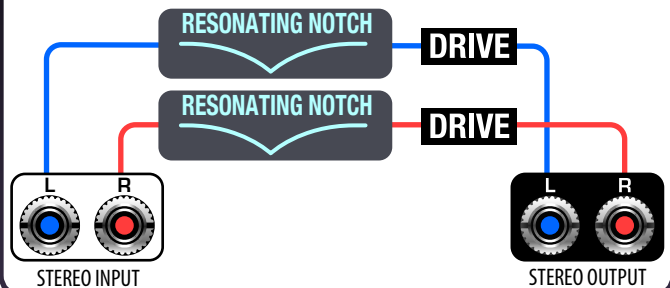 RESONATING NOTCH
DRIVE
RESONATING NOTCH
DRIVE
L R
L R
STEREO INPUT
STEREO OUTPUT